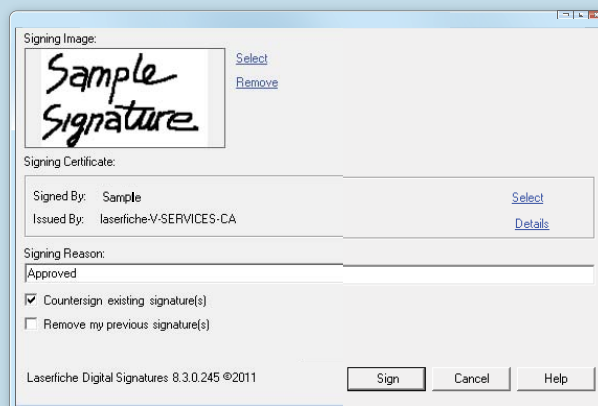 Signing Image:
Sample
Signature
Select
Remove
Signing Certificate:
Signed By: Sample
Select
Issued By: laserfiche-V-SERVICES-CA
Details
Signing Reason:
Approved
Countersign existing signature(s)
Remove my previous signature(s)
Laserfiche Digital Signatures 8.3.0.245 ©2011
Sign
Cancel
Help